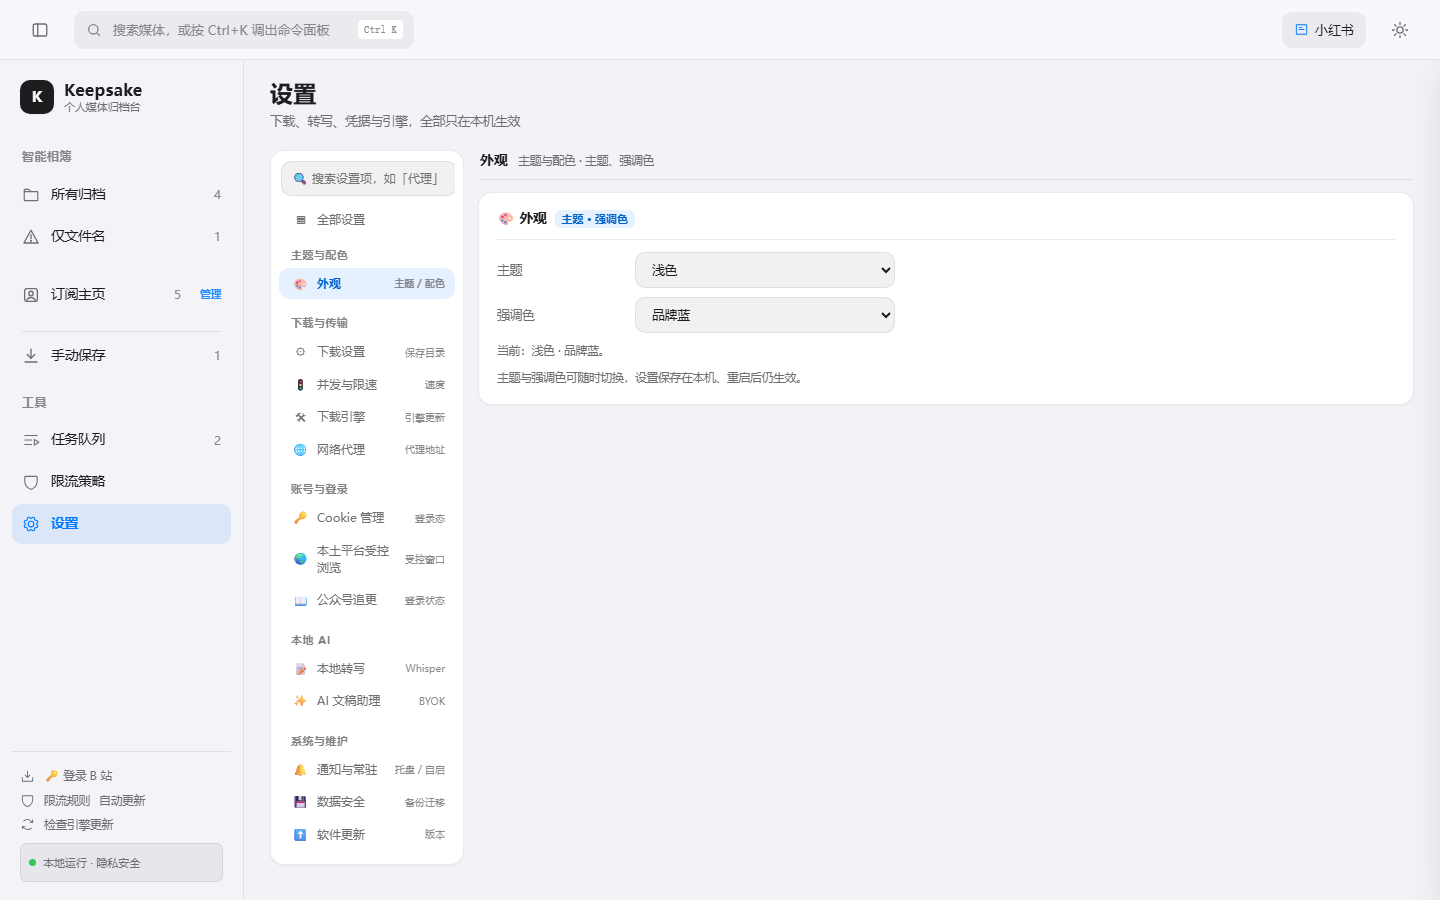 搜索媒体，或按 Ctrl+K 调出命令面板
Ctrl K
小红书
K
Keepsake
个人媒体归档台
智能相簿
所有归档 4
仅文件名 1
订阅主页 5 管理
手动保存 1
工具
任务队列 2
限流策略
设置
登录 B 站
限流规则 自动更新
检查引擎更新
本地运行 · 隐私安全
设置
下载、转写、凭据与引擎，全部只在本机生效
搜索设置项，如「代理」
全部设置
主题与配色
外观 主题 / 配色
下载与传输
下载设置 保存目录
并发与限速 速度
下载引擎 引擎更新
网络代理 代理地址
账号与登录
Cookie 管理 登录态
本土平台受控
浏览 受控窗口
公众号追更 登录状态
本地 AI
本地转写 Whisper
AI 文稿助理 BYOK
系统与维护
通知与常驻 托盘 / 自启
数据安全 备份迁移
软件更新 版本
外观 主题与配色 · 主题、强调色
外观 主题 · 强调色
主题 浅色
强调色 品牌蓝
当前：浅色 · 品牌蓝。
主题与强调色可随时切换，设置保存在本机、重启后仍生效。